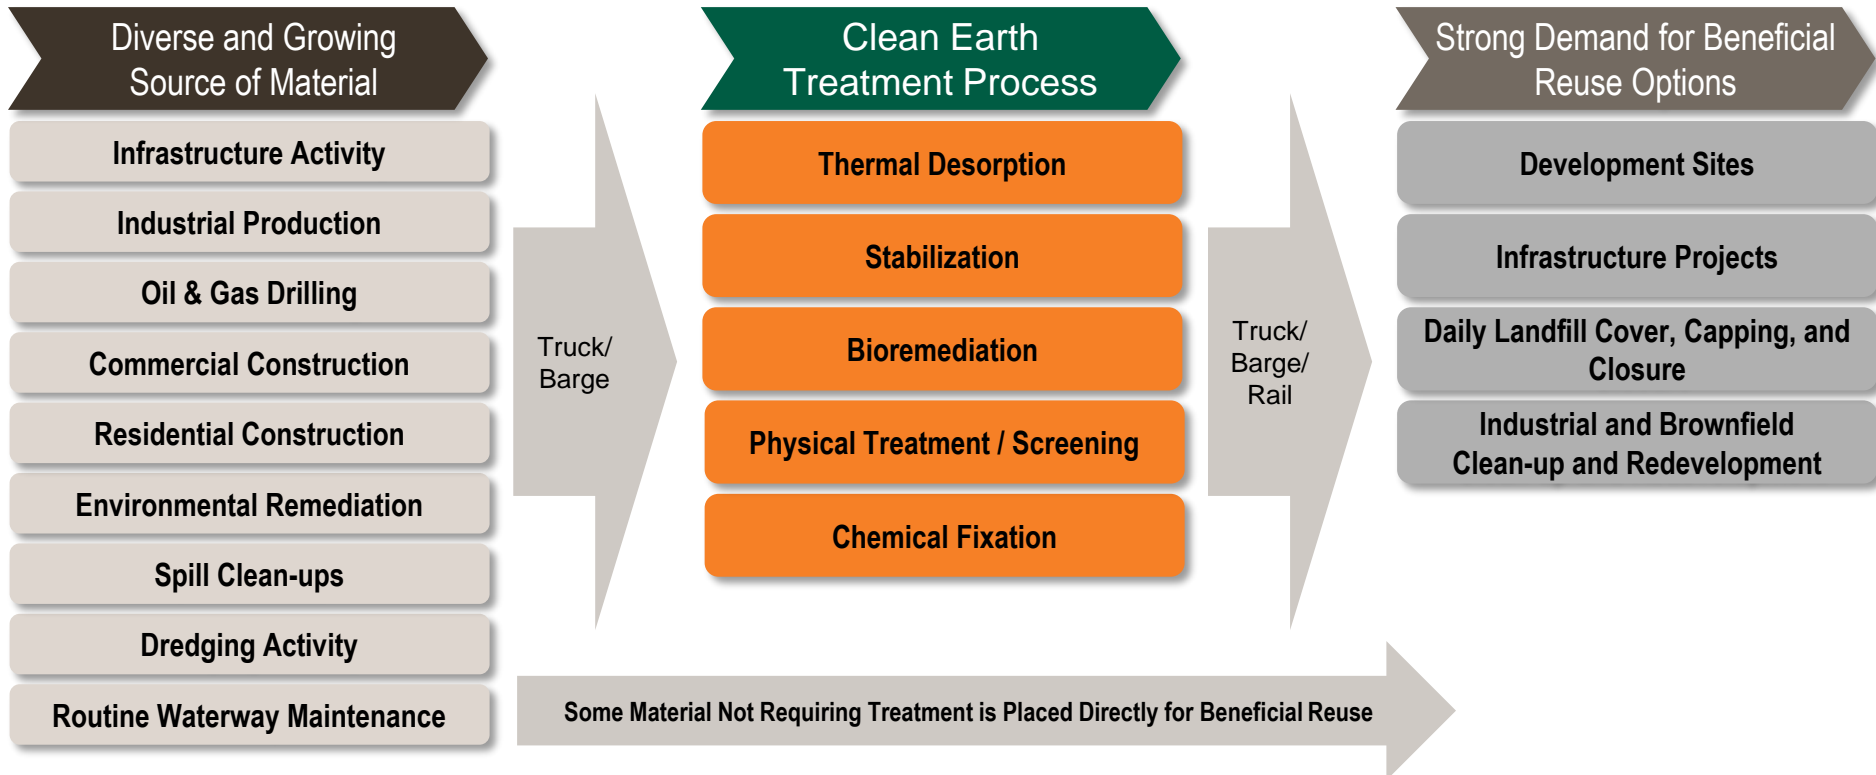 Diverse and Growing
Source of Material
Infrastructure Activity
Industrial Production
Oil & Gas Drilling
Commercial Construction
Residential Construction
Environmental Remediation
Spill Clean-ups
Dredging Activity
Routine Waterway Maintenance
Truck/
Barge
Clean Earth
Treatment Process
Thermal Desorption
Stabilization
Bioremediation
Physical Treatment / Screening
Chemical Fixation
Truck/
Barge/
Rail
Strong Demand for Beneficial
Reuse Options
Development Sites
Infrastructure Projects
Daily Landfill Cover, Capping, and
Closure
Industrial and Brownfield
Clean-up and Redevelopment
Some Material Not Requiring Treatment is Placed Directly for Beneficial Reuse